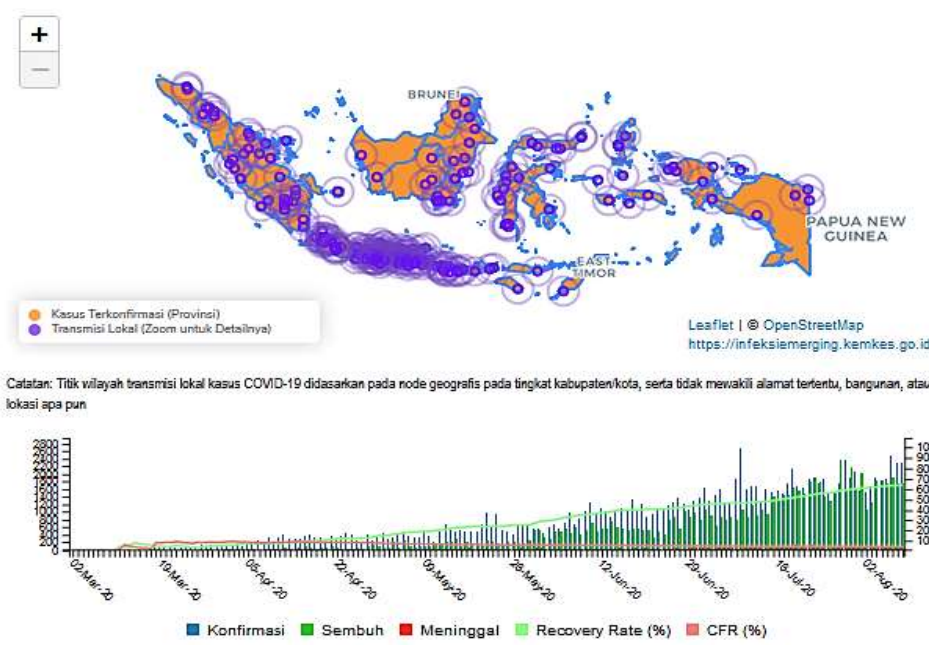 +
−
BRUNEI
PAPUA NEW
GUINEA
EAST
TIMOR
Kasus Terkonfirmasi (Provinsi)
Transmisi Lokal (Zoom untuk Detailnya)
Leaflet | © OpenStreetMap
https://infeksiemerging.kemkes.go.id
Catatan: Titik wilayah transmisi lokal kasus COVID-19 didasarkan pada node geografis pada tingkat kabupaten/kota, serta tidak mewakili alamat tertentu, bangunan, atau
lokasi apa pun
02-Mar-20 19-Mar-20 05-Apr-20 22-Apr-20 09-May-20 26-May-20 12-Jun-20 29-Jun-20 16-Jul-20 02-Aug-20
Konfirmasi Sembuh Meninggal Recovery Rate (%) CFR (%)